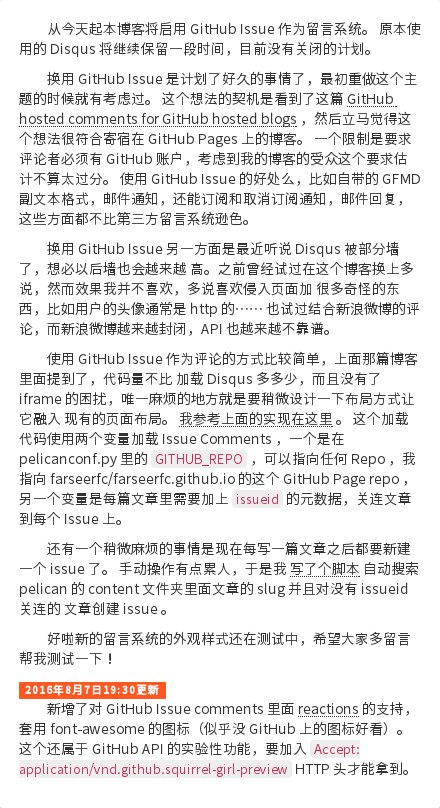 从今天起本博客将启用 GitHub Issue 作为留言系统。 原本使
用的 Disqus 将继续保留一段时间，目前没有关闭的计划。
换用 GitHub Issue 是计划了好久的事情了，最初重做这个主
题的时候就有考虑过。 这个想法的契机是看到了这篇 GitHub
hosted comments for GitHub hosted blogs ，然后立马觉得这
个想法很符合寄宿在 GitHub Pages 上的博客。 一个限制是要求
评论者必须有 GitHub 账户，考虑到我的博客的受众这个要求估
计不算太过分。 使用 GitHub Issue 的好处么，比如自带的 GFMD
副文本格式，邮件通知，还能订阅和取消订阅通知，邮件回复，
这些方面都不比第三方留言系统逊色。
换用 GitHub Issue 另一方面是最近听说 Disqus 被部分墙
了，想必以后墙也会越来越 高。之前曾经试过在这个博客换上多
说，然而效果我并不喜欢，多说喜欢侵入页面加 很多奇怪的东
西，比如用户的头像通常是 http 的…… 也试过结合新浪微博的评
论，而新浪微博越来越封闭，API 也越来越不靠谱。
使用 GitHub Issue 作为评论的方式比较简单，上面那篇博客
里面提到了，代码量不比 加载 Disqus 多多少，而且没有了
iframe 的困扰，唯一麻烦的地方就是要稍微设计一下布局方式让
它融入 现有的页面布局。 我参考上面的实现在这里 。 这个加载
代码使用两个变量加载 Issue Comments ，一个是在
pelicanconf.py 里的 GITHUB_REPO ，可以指向任何 Repo ，我
指向 farseerfc/farseerfc.github.io 的这个 GitHub Page repo ，
另一个变量是每篇文章里需要加上 issueid 的元数据，关连文章
到每个 Issue 上。
还有一个稍微麻烦的事情是现在每写一篇文章之后都要新建
一个 issue 了。 手动操作有点累人，于是我 写了个脚本 自动搜索
pelican 的 content 文件夹里面文章的 slug 并且对没有 issueid
关连的 文章创建 issue 。
好啦新的留言系统的外观样式还在测试中，希望大家多留言
帮我测试一下！
2016年8月7日19:30更新
新增了对 GitHub Issue comments 里面 reactions 的支持，
套用 font-awesome 的图标（似乎没 GitHub 上的图标好看）。
这个还属于 GitHub API 的实验性功能，要加入 Accept:
application/vnd.github.squirrel-girl-preview HTTP 头才能拿到。